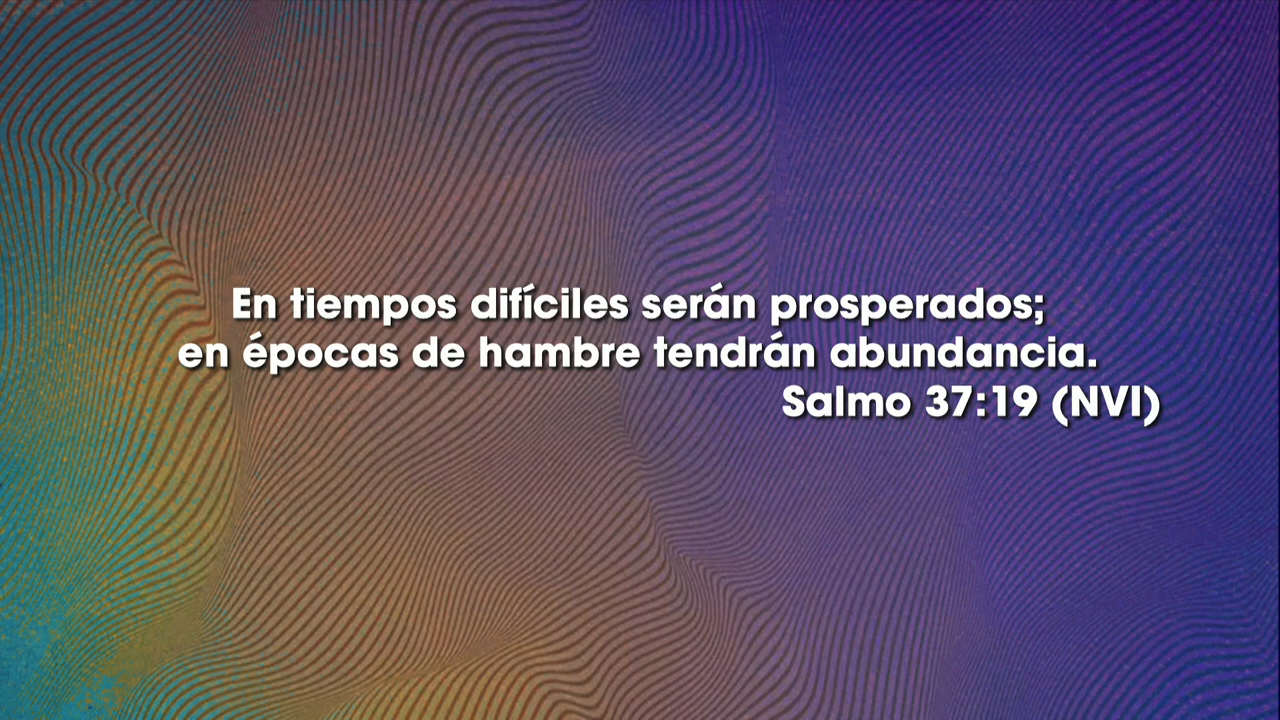 En tiempos difíciles serán prosperados;
en épocas de hambre tendrán abundancia.
Salmo 37:19 (NVI)